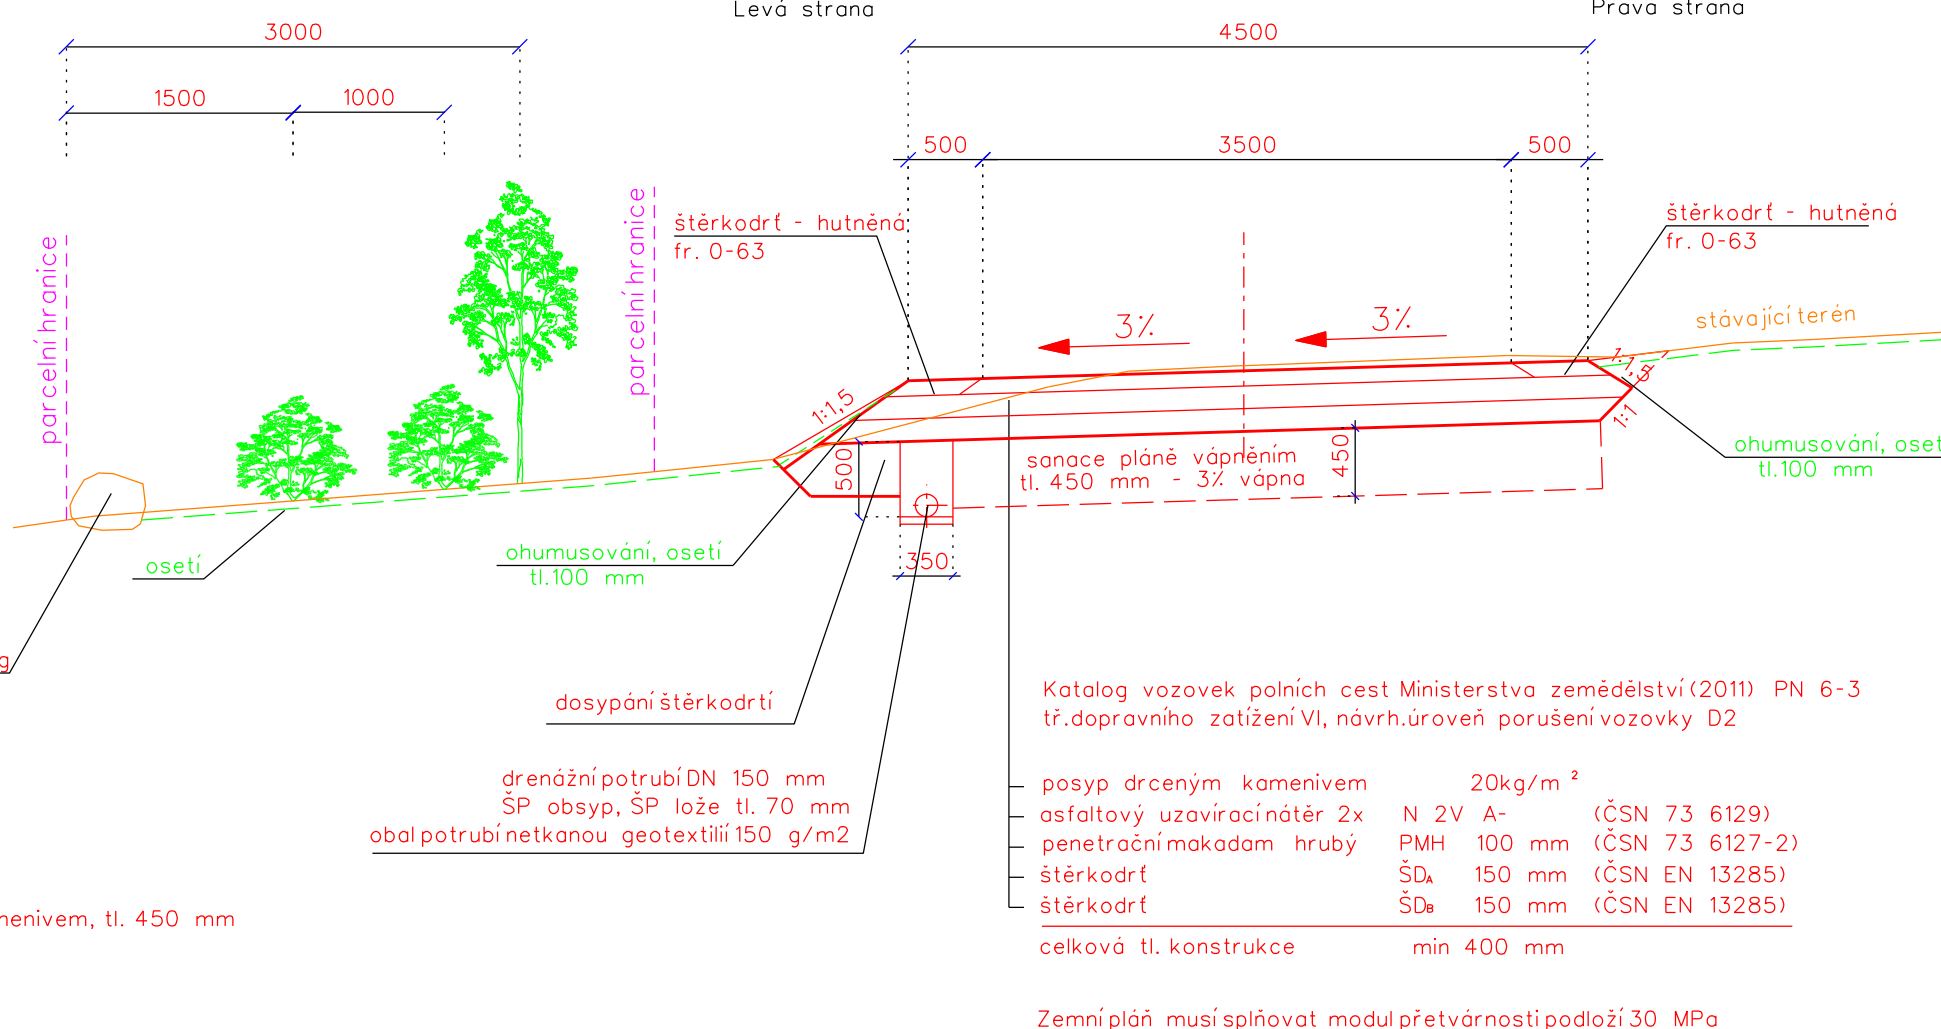 Levá strana
Pravá strana
3000
4500
1500
1000
500
3500
500
parcelní hranice
parcelní hranice
štěrkodrť - hutněná
fr. 0-63
štěrkodrť - hutněná
fr. 0-63
3%
3%
stávající terén
1:1,5
1:1,5
1:1
500
450
sanace pláně vápněním
tl. 450 mm - 3% vápna
350
ohumusování, osetí
tl.100 mm
osetí
ohumusování, oset
tl.100 mm
g
dosypání štěrkodrtí
drenážní potrubí DN 150 mm
ŠP obsyp, ŠP lože tl. 70 mm
obal potrubí netkanou geotextilií 150 g/m2
Katalog vozovek polních cest Ministerstva zemědělství (2011) PN 6-3
tř.dopravního zatížení VI, návrh.úroveň porušení vozovky D2
posyp drceným kamenivem 20kg/m²
asfaltový uzavírací nátěr 2x N 2V A- (ČSN 73 6129)
penetrační makadam hrubý PMH 100 mm (ČSN 73 6127-2)
štěrkodrť ŠDA 150 mm (ČSN EN 13285)
štěrkodrť ŠDB 150 mm (ČSN EN 13285)
celková tl. konstrukce min 400 mm
menivem, tl. 450 mm
Zemní pláň musí splňovat modul přetvárnosti podloží 30 MPa